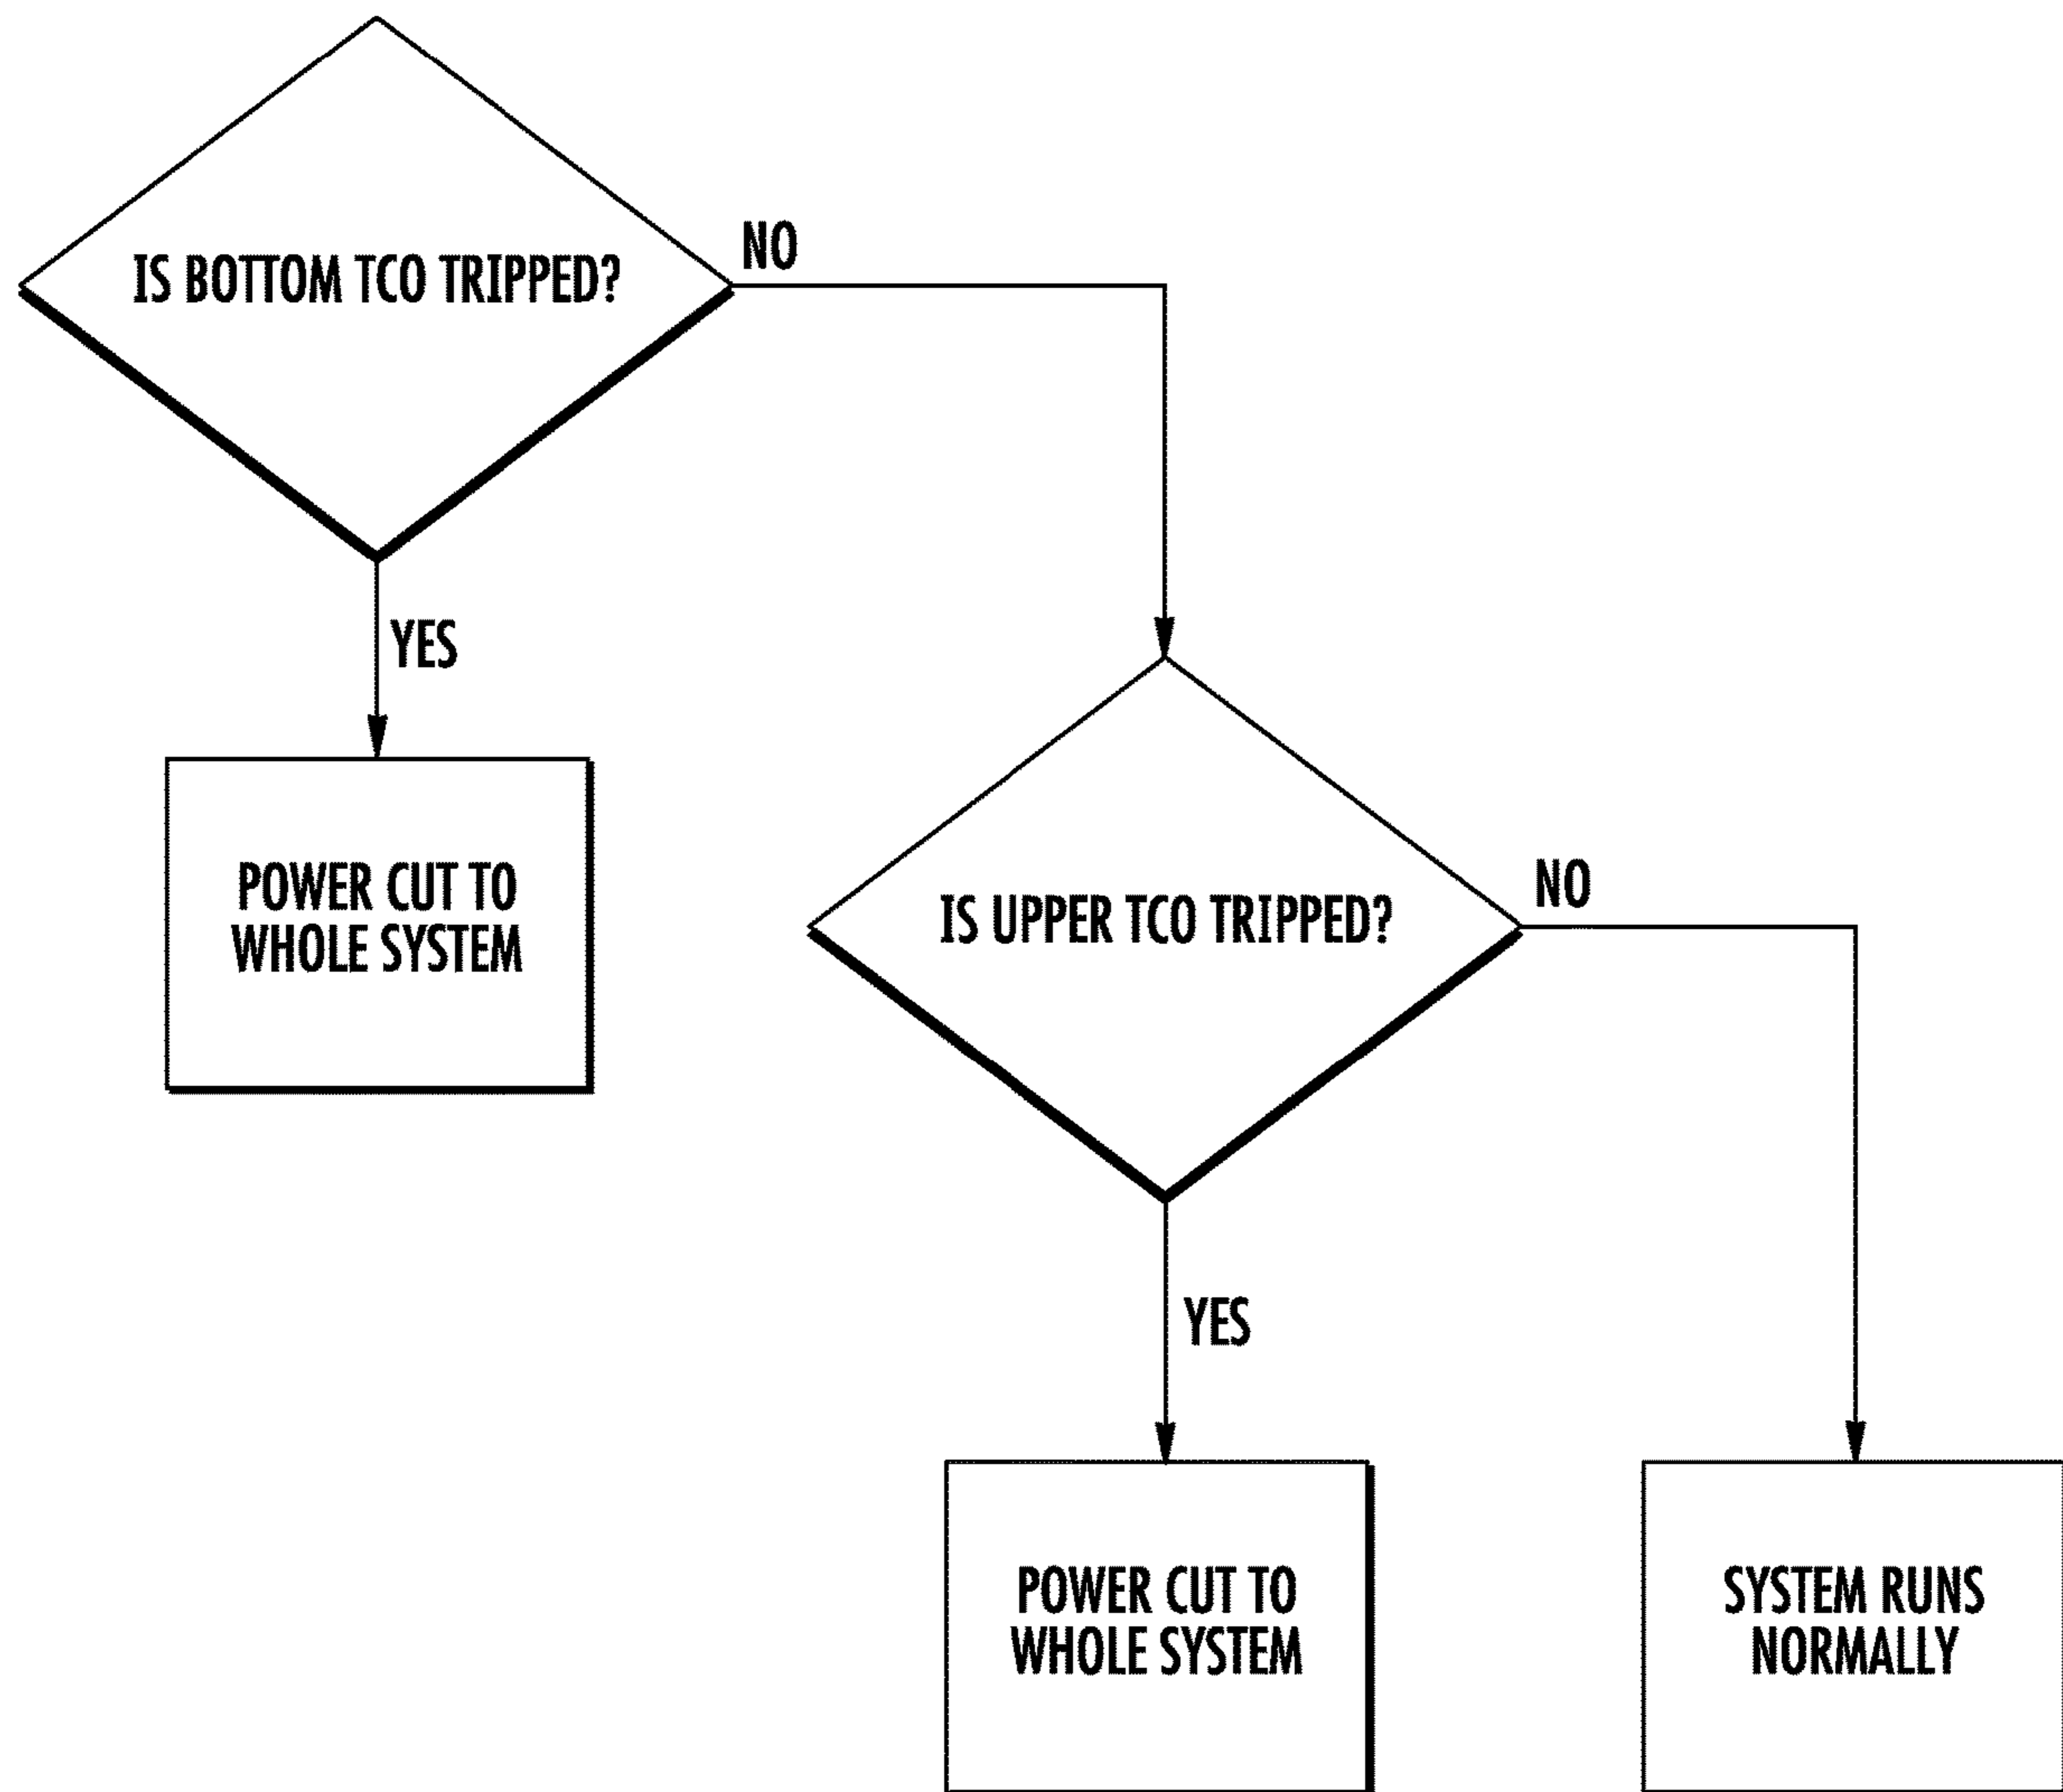 IS BOTTOM TCO TRIPPED?
NO
YES
POWER CUT TO
WHOLE SYSTEM
IS UPPER TCO TRIPPED?
NO
YES
POWER CUT TO
WHOLE SYSTEM
SYSTEM RUNS
NORMALLY